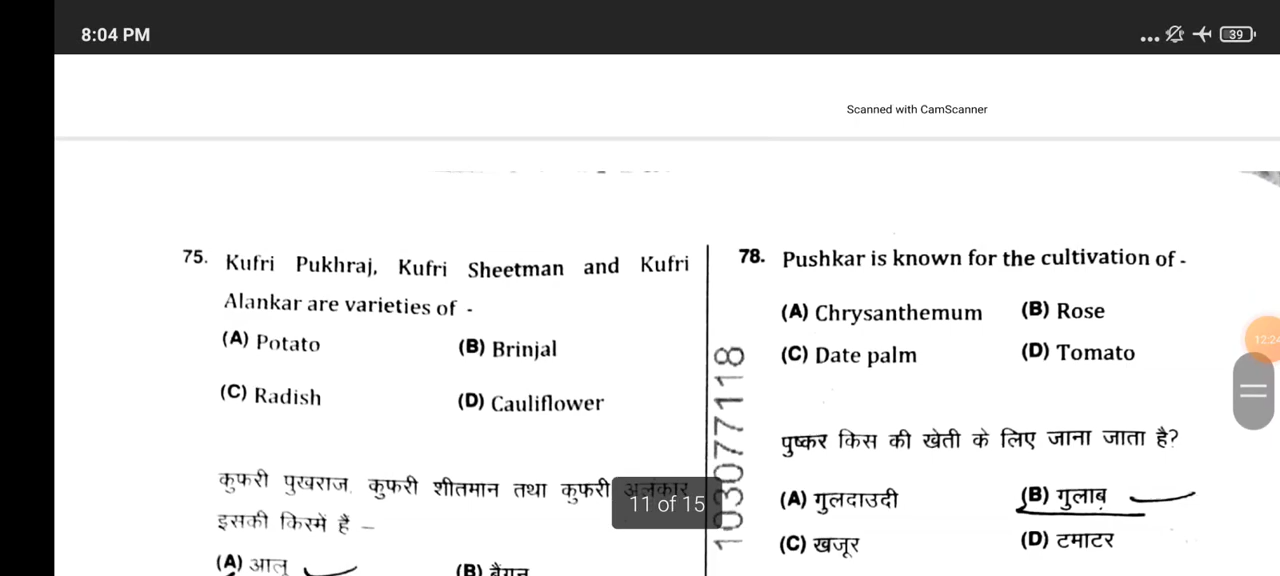 8:04 PM
39
Scanned with CamScanner
75. Kufri Pukhraj, Kufri Sheetman and Kufri
Alankar are varieties of -
(A) Potato
(B) Brinjal
(C) Radish
(D) Cauliflower
कुफरी पुखराज, कुफरी शीतमान तथा कुफरी अलंकार
इसकी किस्में हैं –
(A) आलू
(B) बैंगन
11 of 15
103077118
78. Pushkar is known for the cultivation of -
(A) Chrysanthemum
(B) Rose
(C) Date palm
(D) Tomato
पुष्कर किस की खेती के लिए जाना जाता है?
(A) गुलदाउदी
(B) गुलाब
(C) खजूर
(D) टमाटर